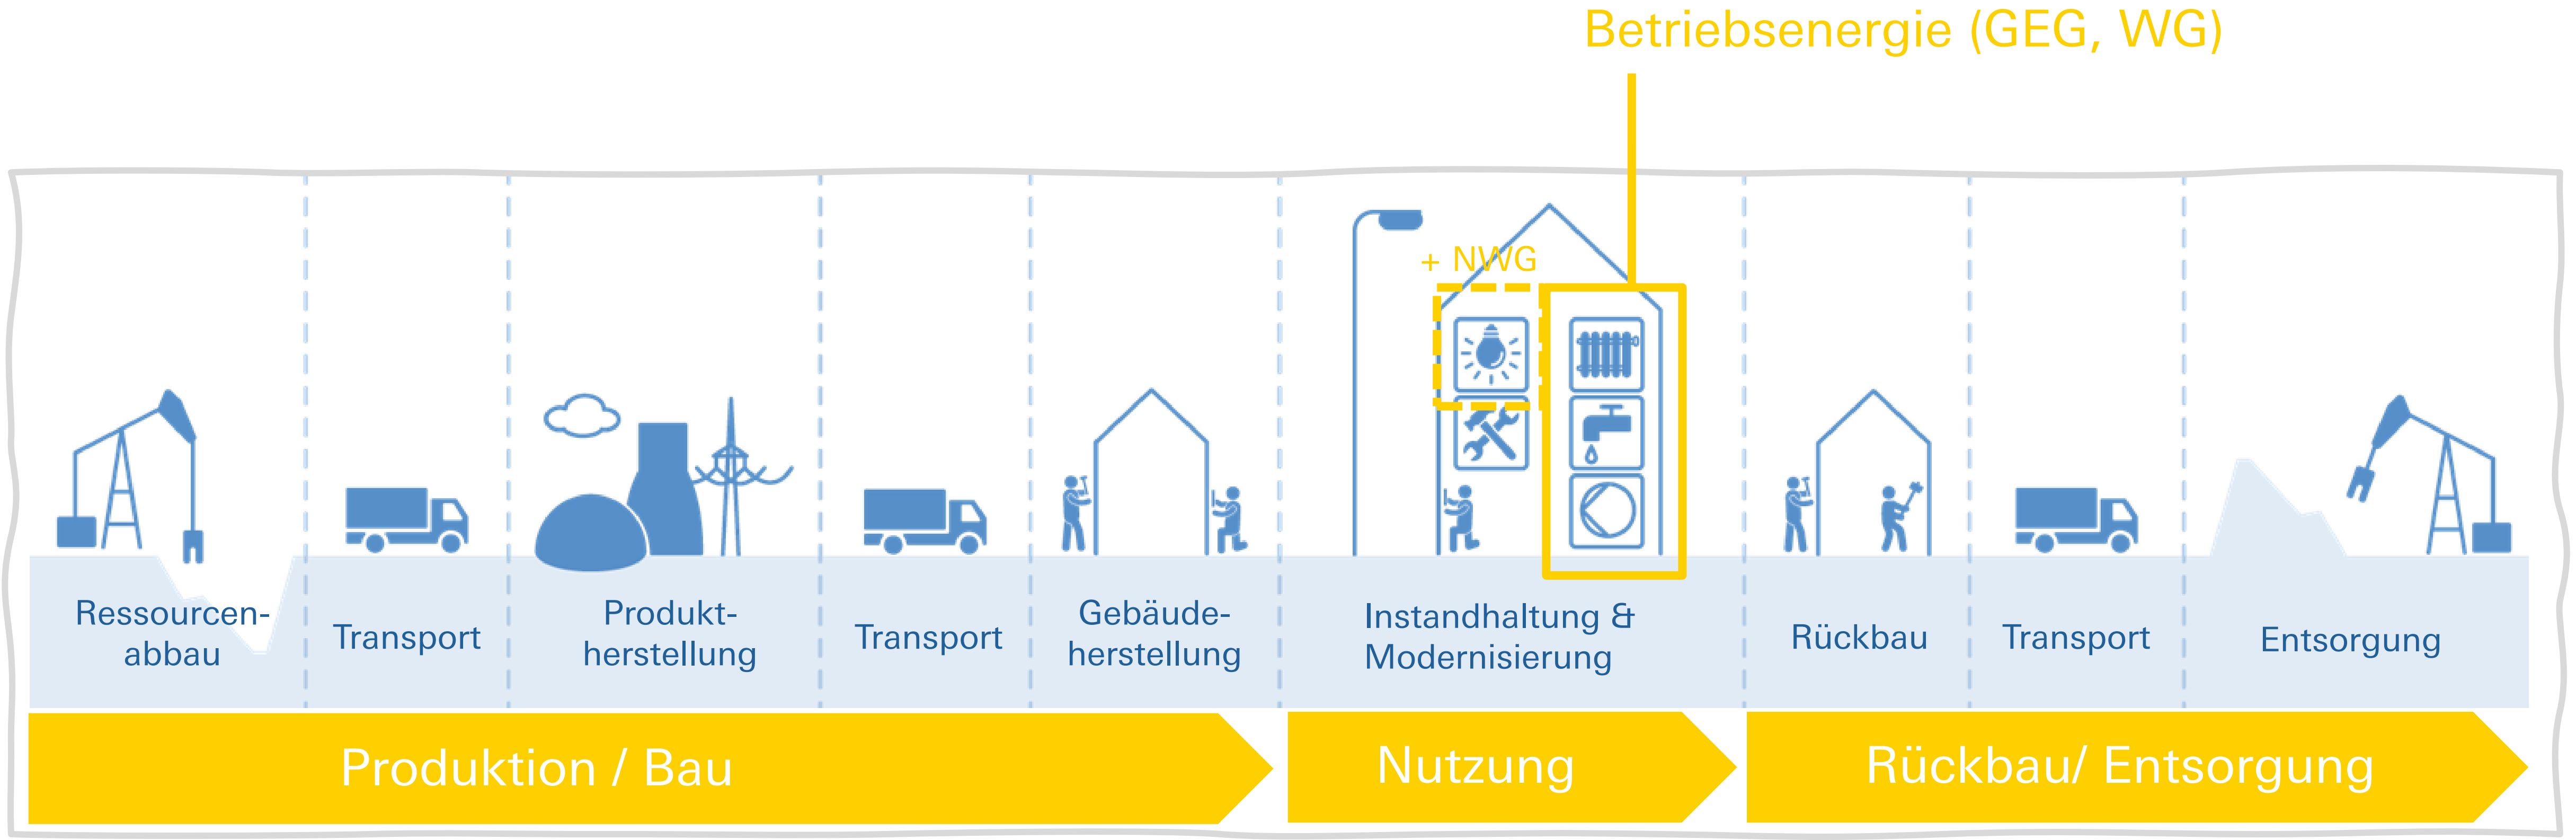 Betriebsenergie (GEG, WG)
+ NWG
Ressourcen-
abbau
Transport
Produkt-
herstellung
Transport
Gebäude-
herstellung
Instandhaltung &
Modernisierung
Rückbau
Transport
Entsorgung
Produktion / Bau
Nutzung
Rückbau/ Entsorgung